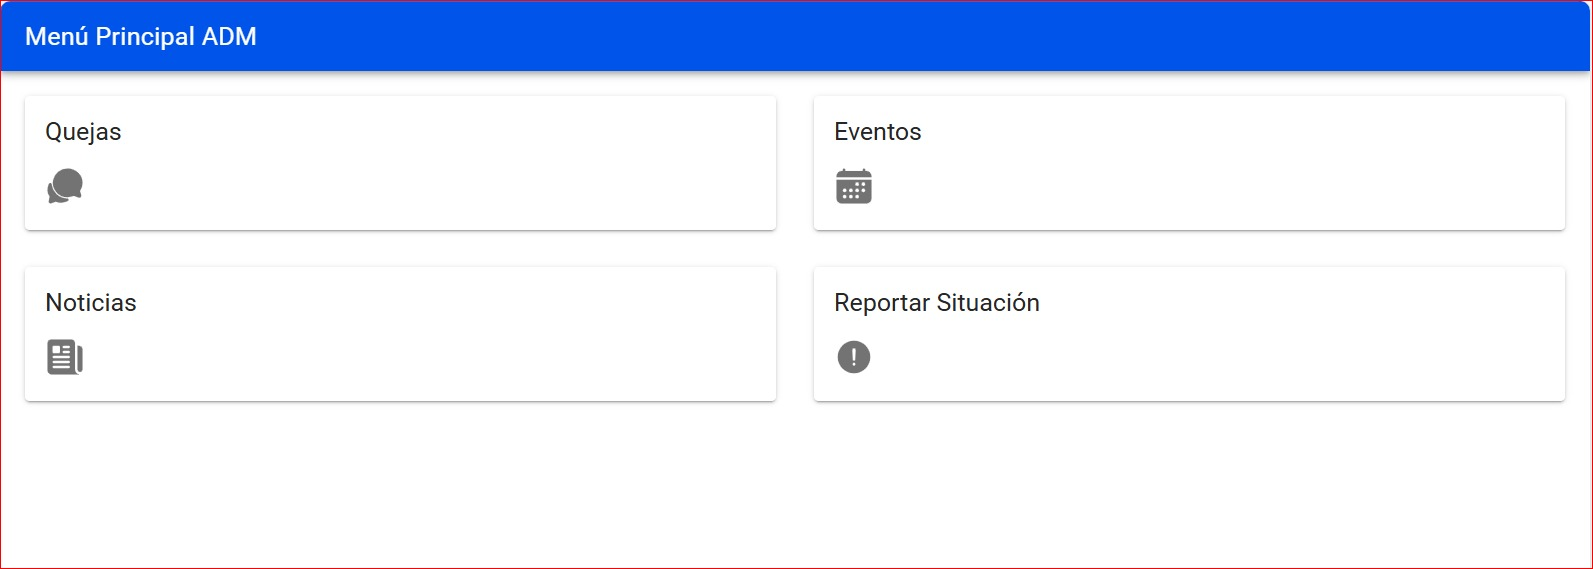 Menú Principal ADM
Quejas
Eventos
Noticias
Reportar Situación